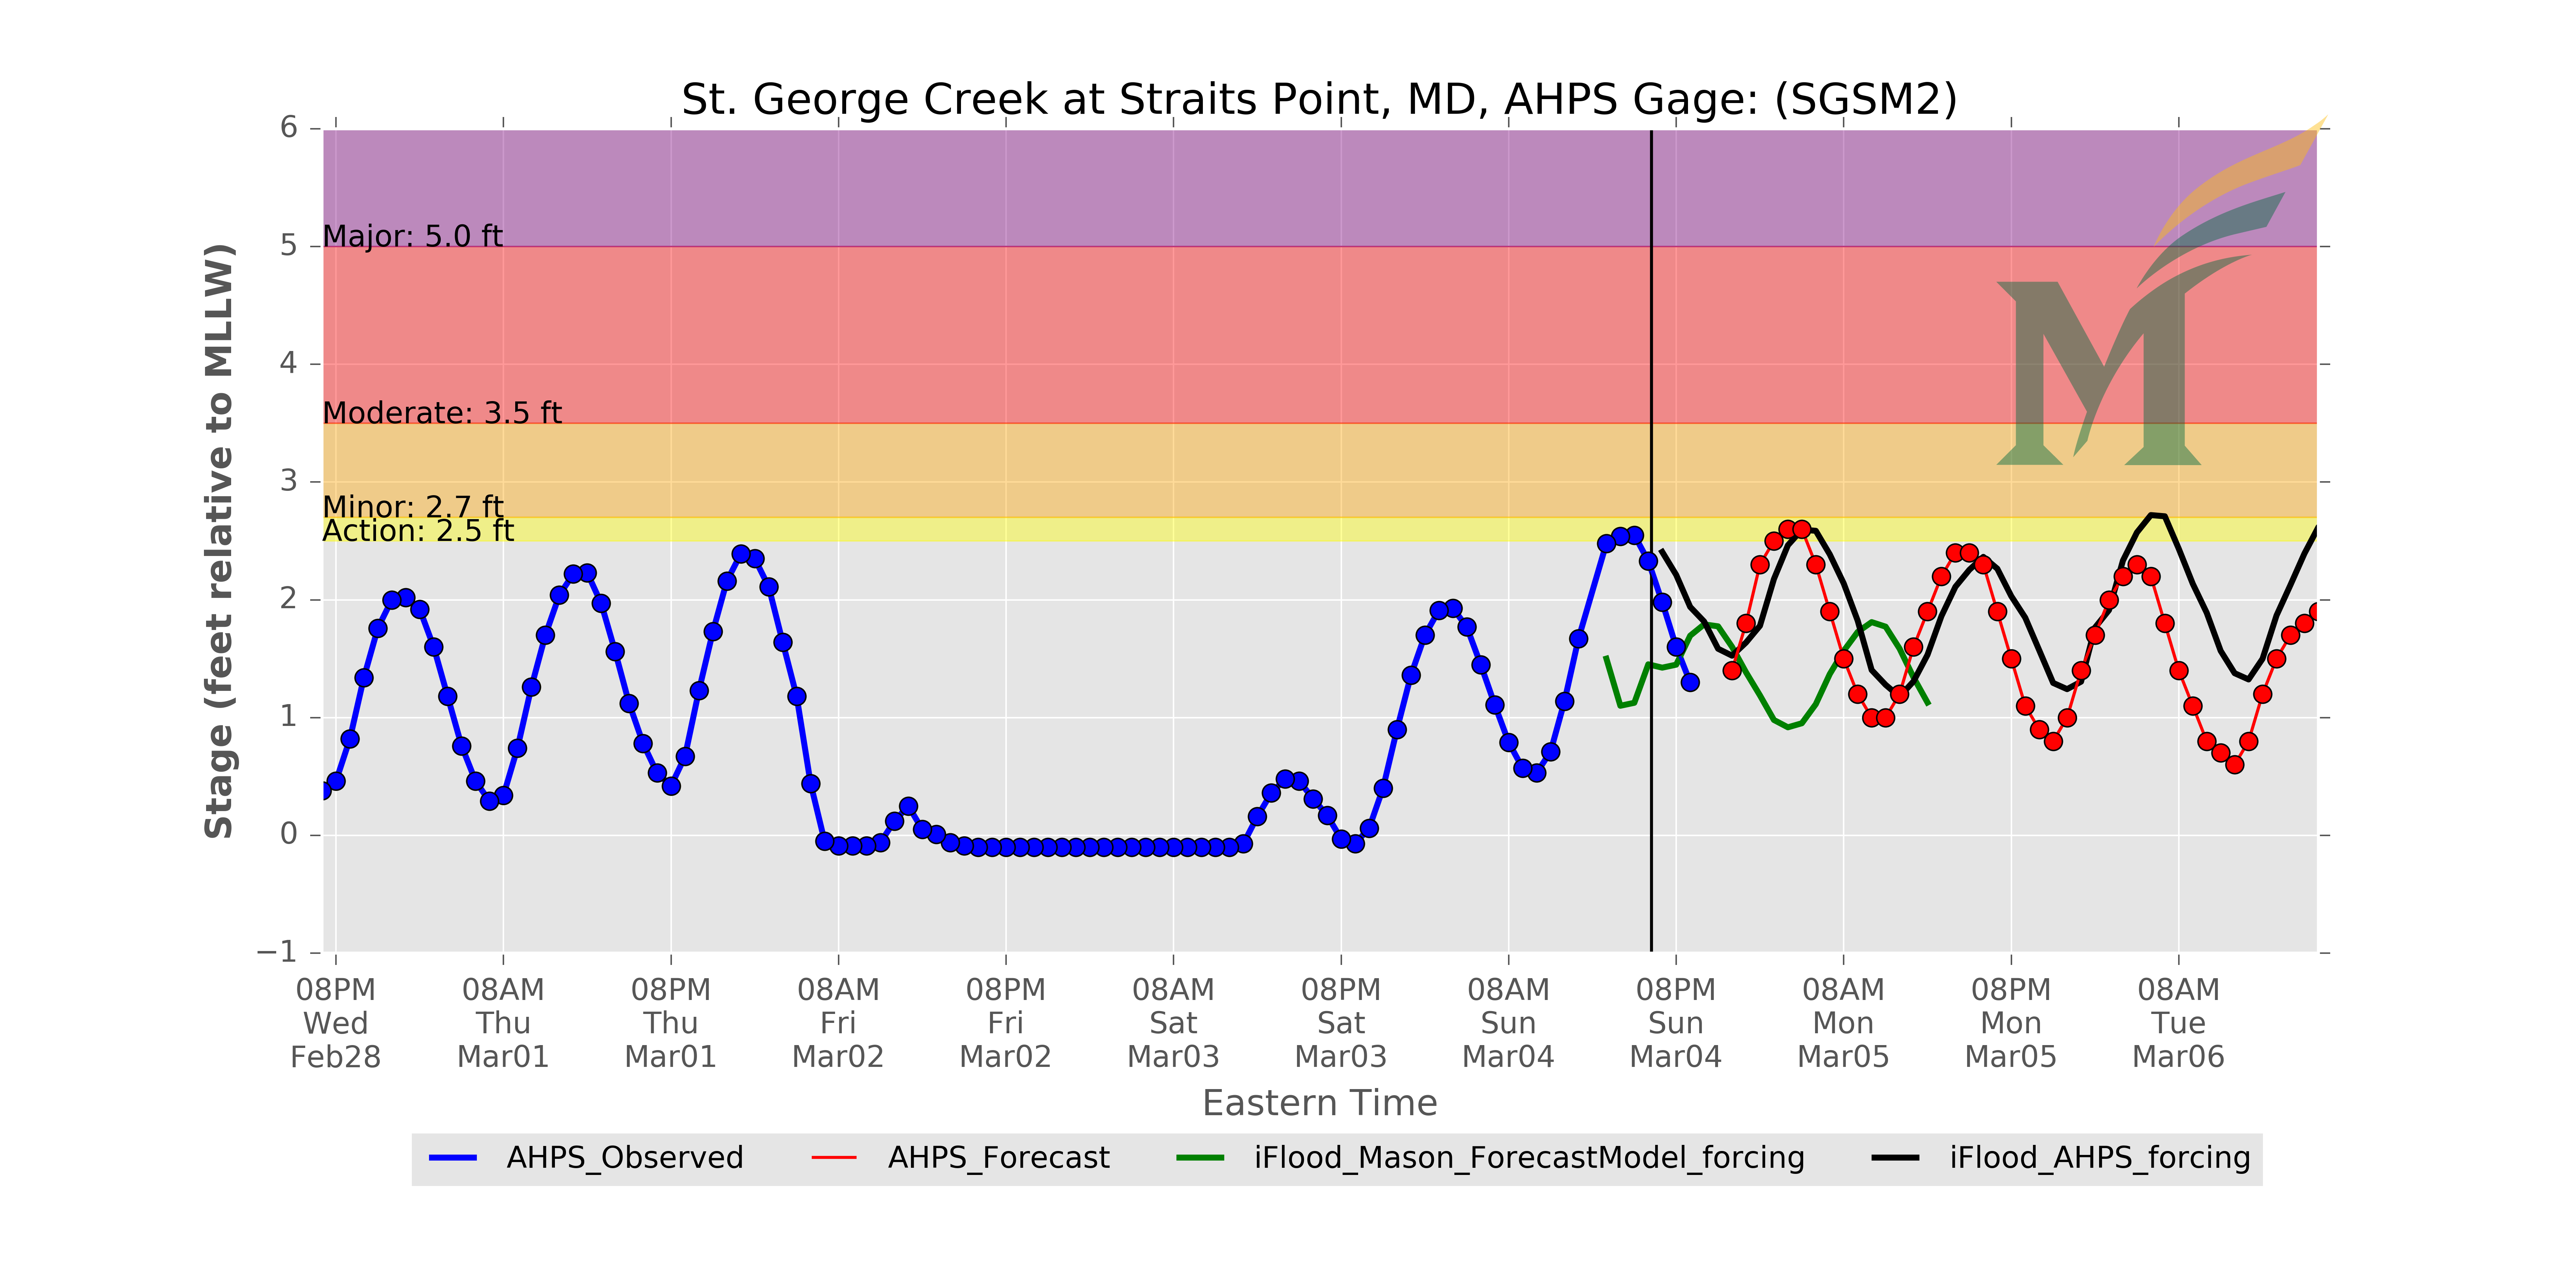 St. George Creek at Straits Point, MD, AHPS Gage: (SGSM2)
Stage (feet relative to MLLW)
6
5
4
3
2
1
0
−1
Major: 5.0 ft
Moderate: 3.5 ft
Minor: 2.7 ft
Action: 2.5 ft
M
08PM 08AM 08PM 08AM 08PM 08AM 08PM 08AM 08PM 08AM 08PM 08AM
Wed Thu Thu Fri Fri Sat Sat Sun Sun Mon Mon Tue
Feb28 Mar01 Mar01 Mar02 Mar02 Mar03 Mar03 Mar04 Mar04 Mar05 Mar05 Mar06
Eastern Time
AHPS_Observed AHPS_Forecast iFlood_Mason_ForecastModel_forcing iFlood_AHPS_forcing